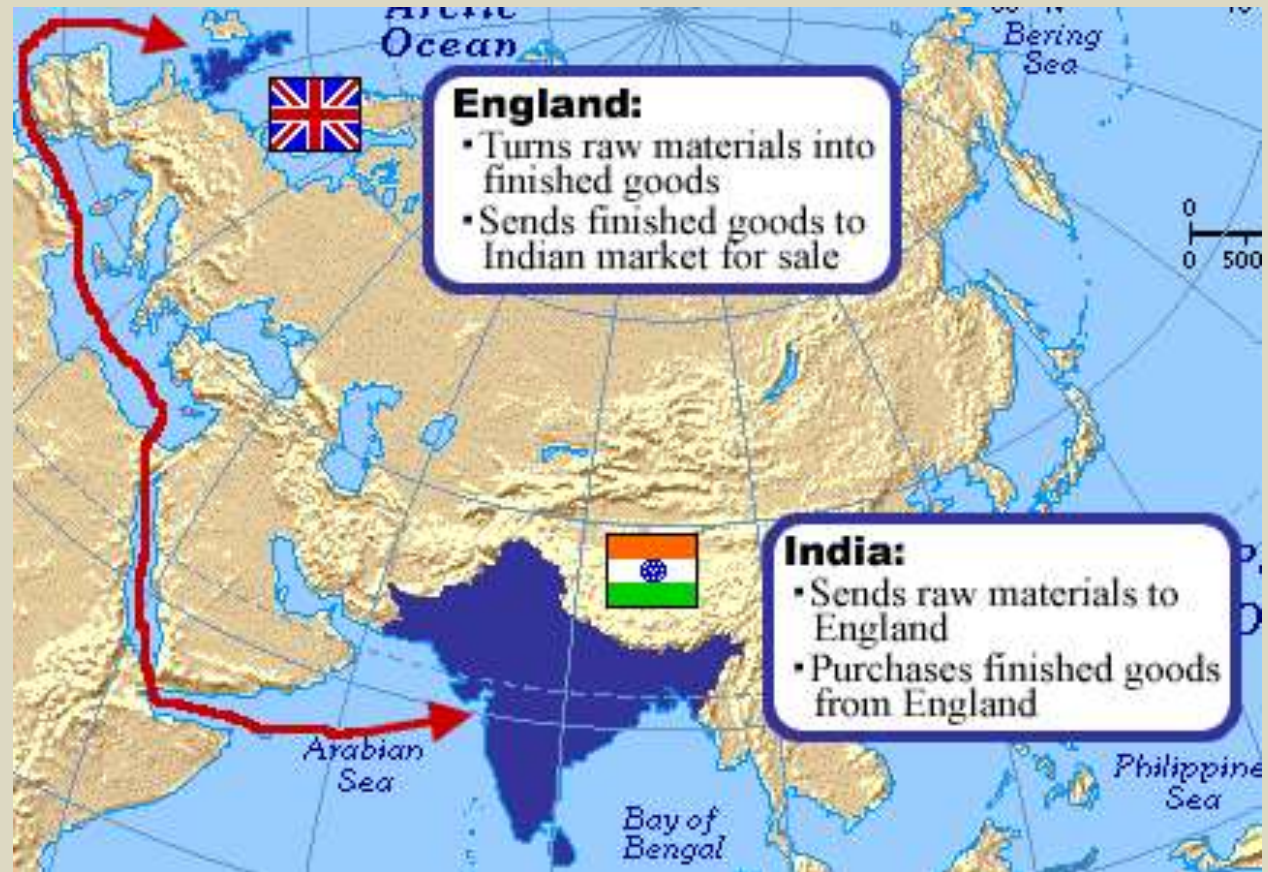 Arctic
Ocean
Bering
Sea
England:
▪Turns raw materials into
finished goods
▪Sends finished goods to
Indian market for sale
0
0 500
India:
▪Sends raw materials to
England
▪Purchases finished goods
from England
Arabian
Sea
Bay of
Bengal
Philippine
Sea